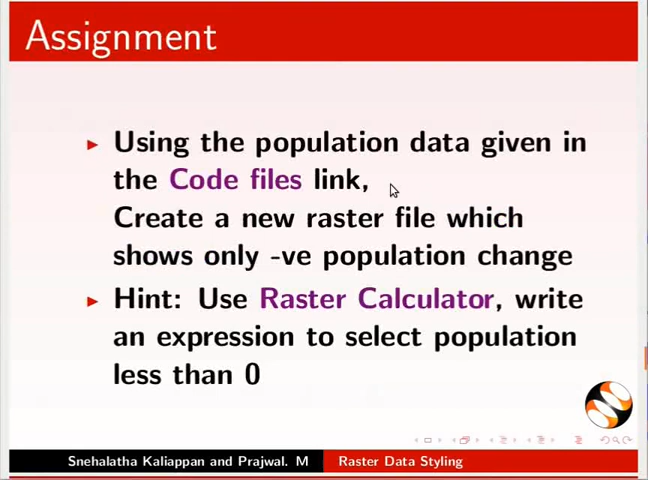 Assignment
Using the population data given in
the Code files link,
Create a new raster file which
shows only -ve population change
Hint: Use Raster Calculator, write
an expression to select population
less than 0
Snehalatha Kaliappan and Prajwal. M Raster Data Styling